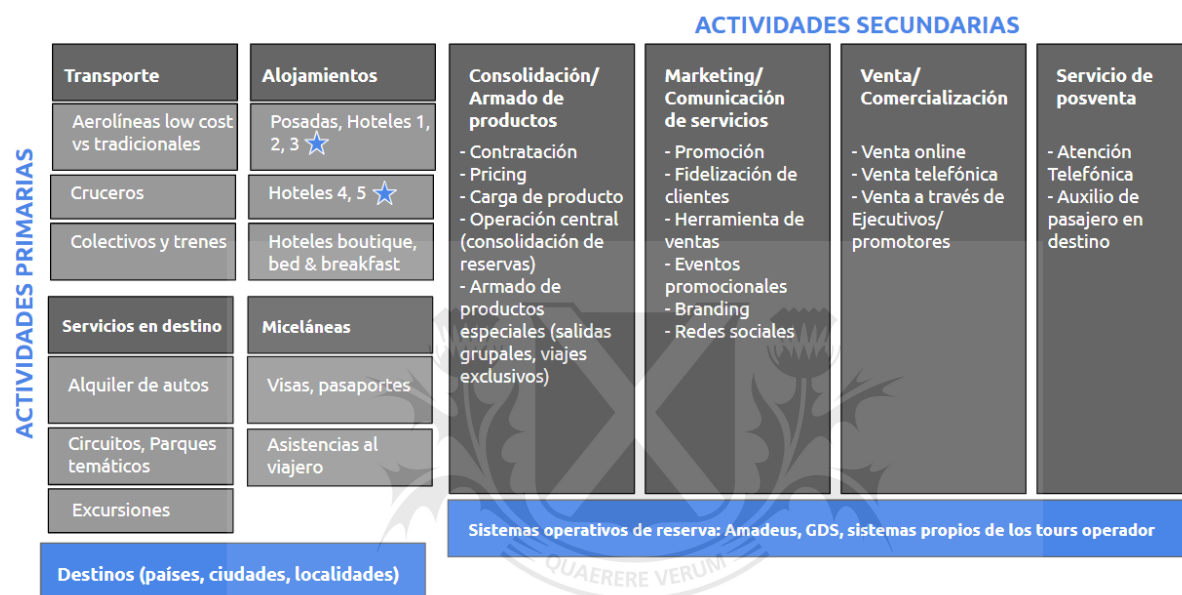 ACTIVIDADES SECUNDARIAS
ACTIVIDADES PRIMARIAS
Transporte
Aerolíneas low cost
vs tradicionales
Cruceros
Colectivos y trenes
Alojamientos
Posadas, Hoteles 1,
2, 3
Hoteles 4, 5
Hoteles boutique,
bed & breakfast
Servicios en destino
Alquiler de autos
Circuitos, Parques
temáticos
Excursiones
Miceláneas
Visas, pasaportes
Asistencias al
viajero
Destinos (países, ciudades, localidades)
Consolidación/
Armado de
productos
- Contratación
- Pricing
- Carga de producto
- Operación central
(consolidación de
reservas)
- Armado de
productos
especiales (salidas
grupales, viajes
exclusivos)
Marketing/
Comunicación
de servicios
- Promoción
- Fidelización de
clientes
- Herramienta de
ventas
- Eventos
promocionales
- Branding
- Redes sociales
Venta/
Comercialización
- Venta online
- Venta telefónica
- Venta a través de
Ejecutivos/
promotores
Servicio de
posventa
- Atención
Telefónica
- Auxilio de
pasajero en
destino
Sistemas operativos de reserva: Amadeus, GDS, sistemas propios de los tours operador
QUAERERE VERUM